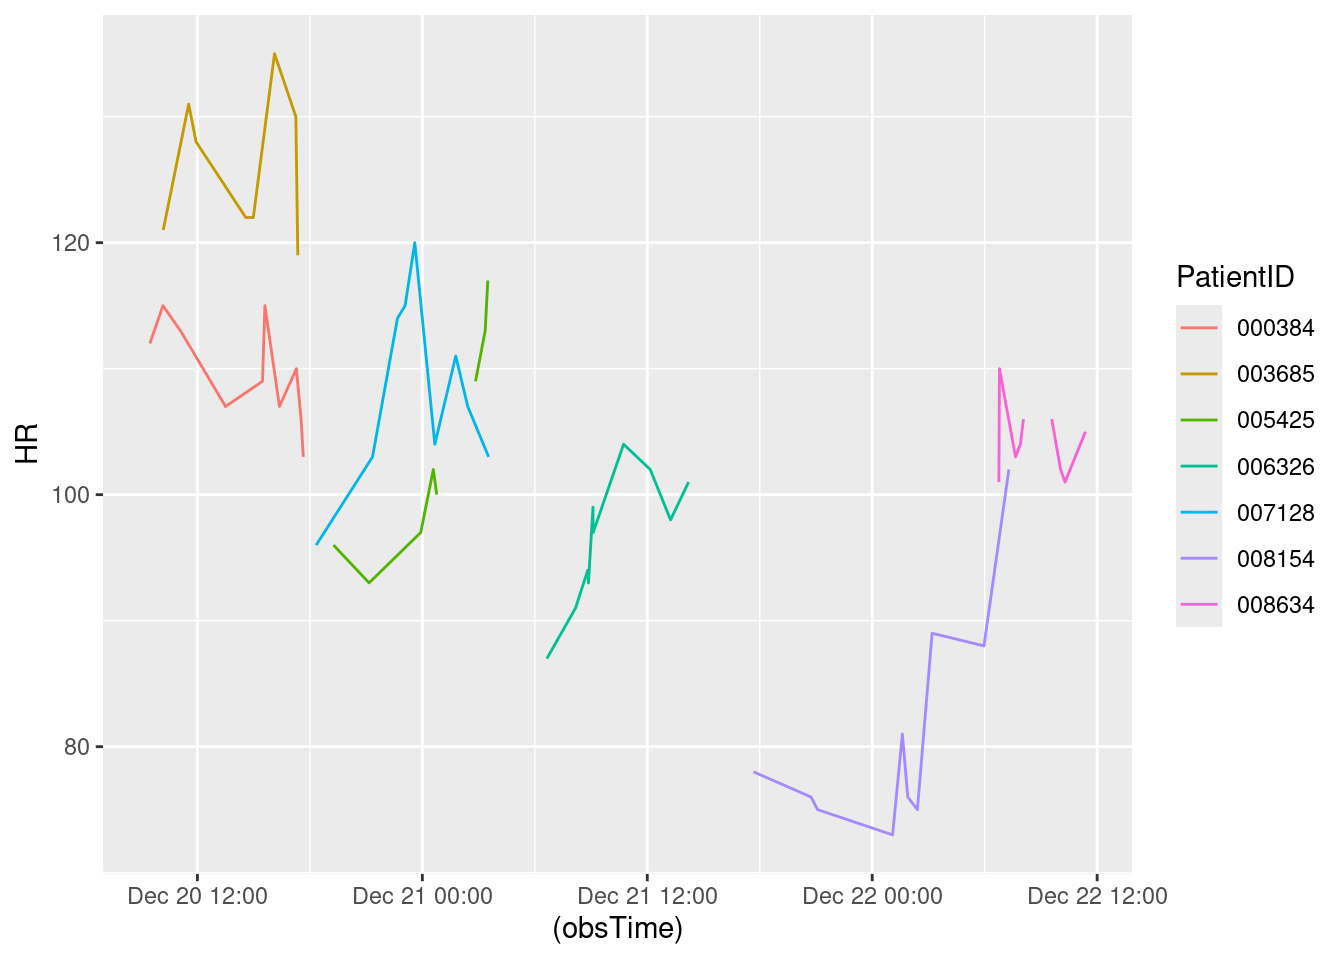 120
100
80
HR
Dec 20 12:00
Dec 21 00:00
Dec 21 12:00
Dec 22 00:00
Dec 22 12:00
(obsTime)
PatientID
000384
003685
005425
006326
007128
008154
008634